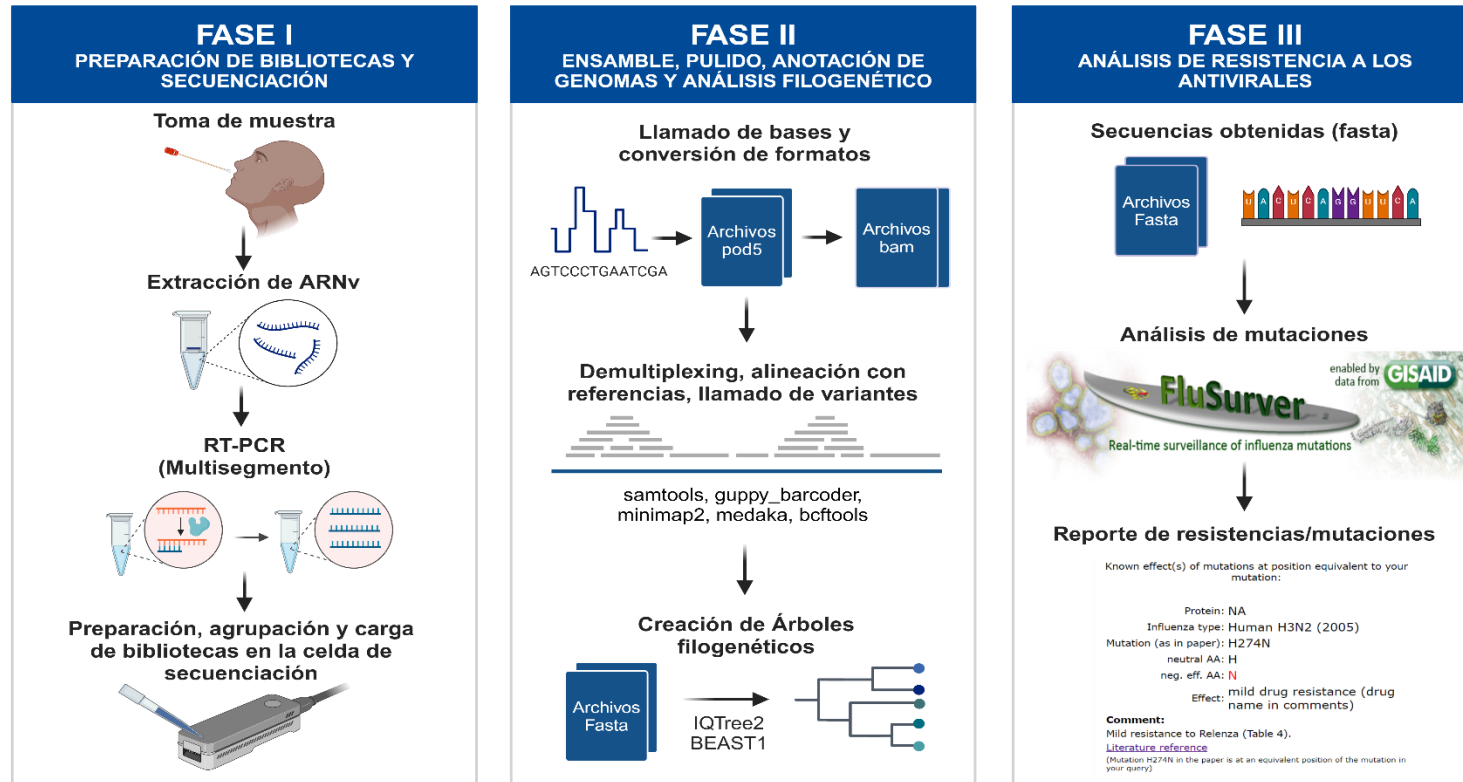 FASE I
PREPARACIÓN DE BIBLIOTECAS Y
SECUENCIACIÓN
Toma de muestra
Extracción de ARNv
RT-PCR
(Multisegmento)
Preparación, agrupación y carga
de bibliotecas en la celda de
secuenciación
FASE II
ENSAMBLE, PULIDO, ANOTACIÓN DE
GENOMAS Y ANÁLISIS FILOGENÉTICO
Llamado de bases y
conversión de formatos
AGTCCCTGAATCGA
Archivos
pod5
Archivos
bam
Demultiplexing, alineación con
referencias, llamado de variantes
samtools, guppy_barcoder,
minimap2, medaka, bcftools
Creación de Árboles
filogenéticos
Archivos
Fasta
IQTree2
BEAST1
FASE III
ANÁLISIS DE RESISTENCIA A LOS
ANTIVIRALES
Secuencias obtenidas (fasta)
Archivos
Fasta
U A C U C A G G U U C A
Análisis de mutaciones
FluSurver
enabled by
data from
GISAID
Real-time surveillance of influenza mutations
Reporte de resistencias/mutaciones
Known effect(s) of mutations at position equivalent to your
mutation:
Protein: NA
Influenza type: Human H3N2 (2005)
Mutation (as in paper): H274N
neutral AA: H
neg. eff. AA: N
Effect: mild drug resistance (drug
name in comments)
Comment:
Mild resistance to Relenza (Table 4).
Literature reference
(Mutation H274N in the paper is at an equivalent position of the mutation in
your query)